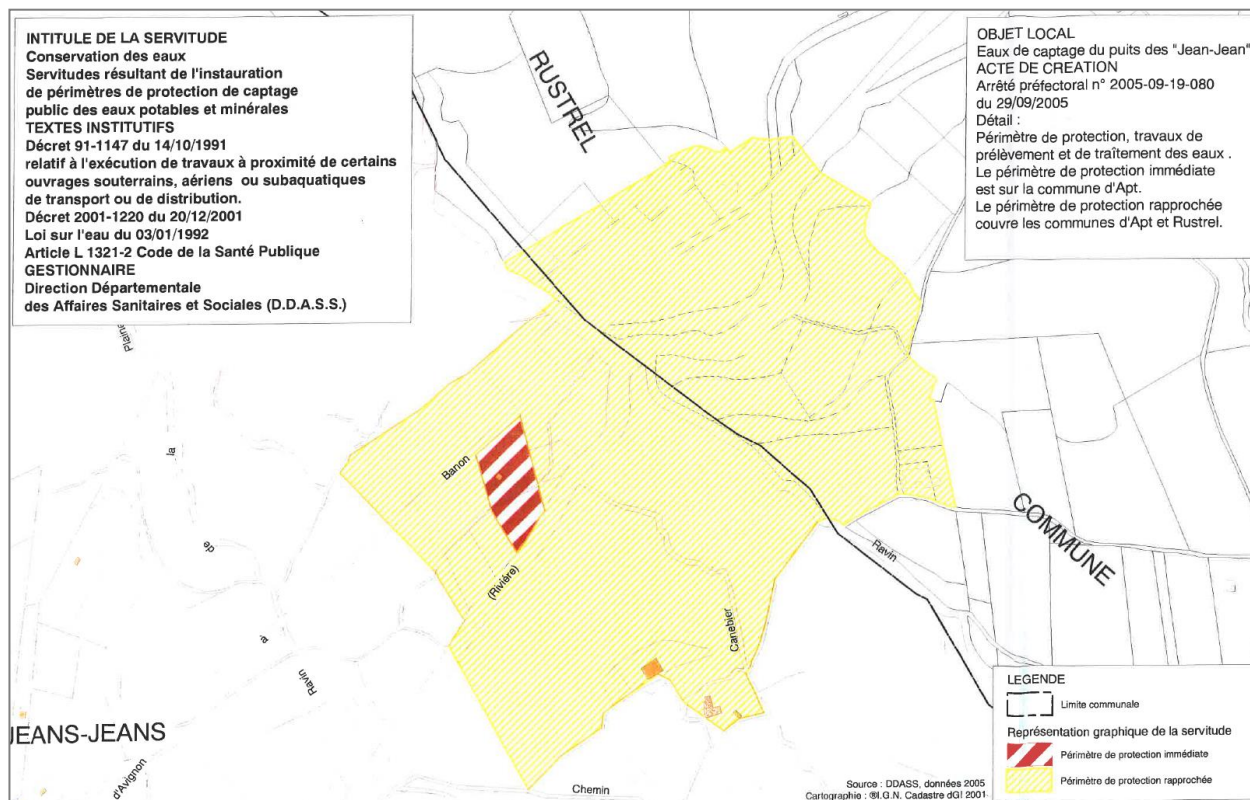 INTITULE DE LA SERVITUDE
Conservation des eaux
Servitudes résultant de l'instauration
de périmètres de protection de captage
public des eaux potables et minérales
TEXTES INSTITUTIFS
Décret 91-1147 du 14/10/1991
relatif à l'exécution de travaux à proximité de certains
ouvrages souterrains, aériens ou subaquatiques
de transport ou de distribution.
Décret 2001-1220 du 20/12/2001
Loi sur l'eau du 03/01/1992
Article L 1321-2 Code de la Santé Publique
GESTIONNAIRE
Direction Départementale
des Affaires Sanitaires et Sociales (D.D.A.S.S.)
OBJET LOCAL
Eaux de captage du puits des "Jean-Jean"
ACTE DE CREATION
Arrêté préfectoral n° 2005-09-19-080
du 29/09/2005
Détail :
Périmètre de protection, travaux de
prélèvement et de traîtement des eaux .
Le périmètre de protection immédiate
est sur la commune d'Apt.
Le périmètre de protection rapprochée
couvre les communes d'Apt et Rustrel.
RUSTREL
Plaine
la
de
à
Ravin
Banon
(Rivière)
Canebier
Ravin
COMMUNE
JEANS-JEANS
d'Avignon
Chemin
LEGENDE
Limite communale
Représentation graphique de la servitude
Périmètre de protection immédiate
Périmètre de protection rapprochée
Source : DDASS, données 2005
Cartographie : ©I.G.N. Cadastre dGI 2001